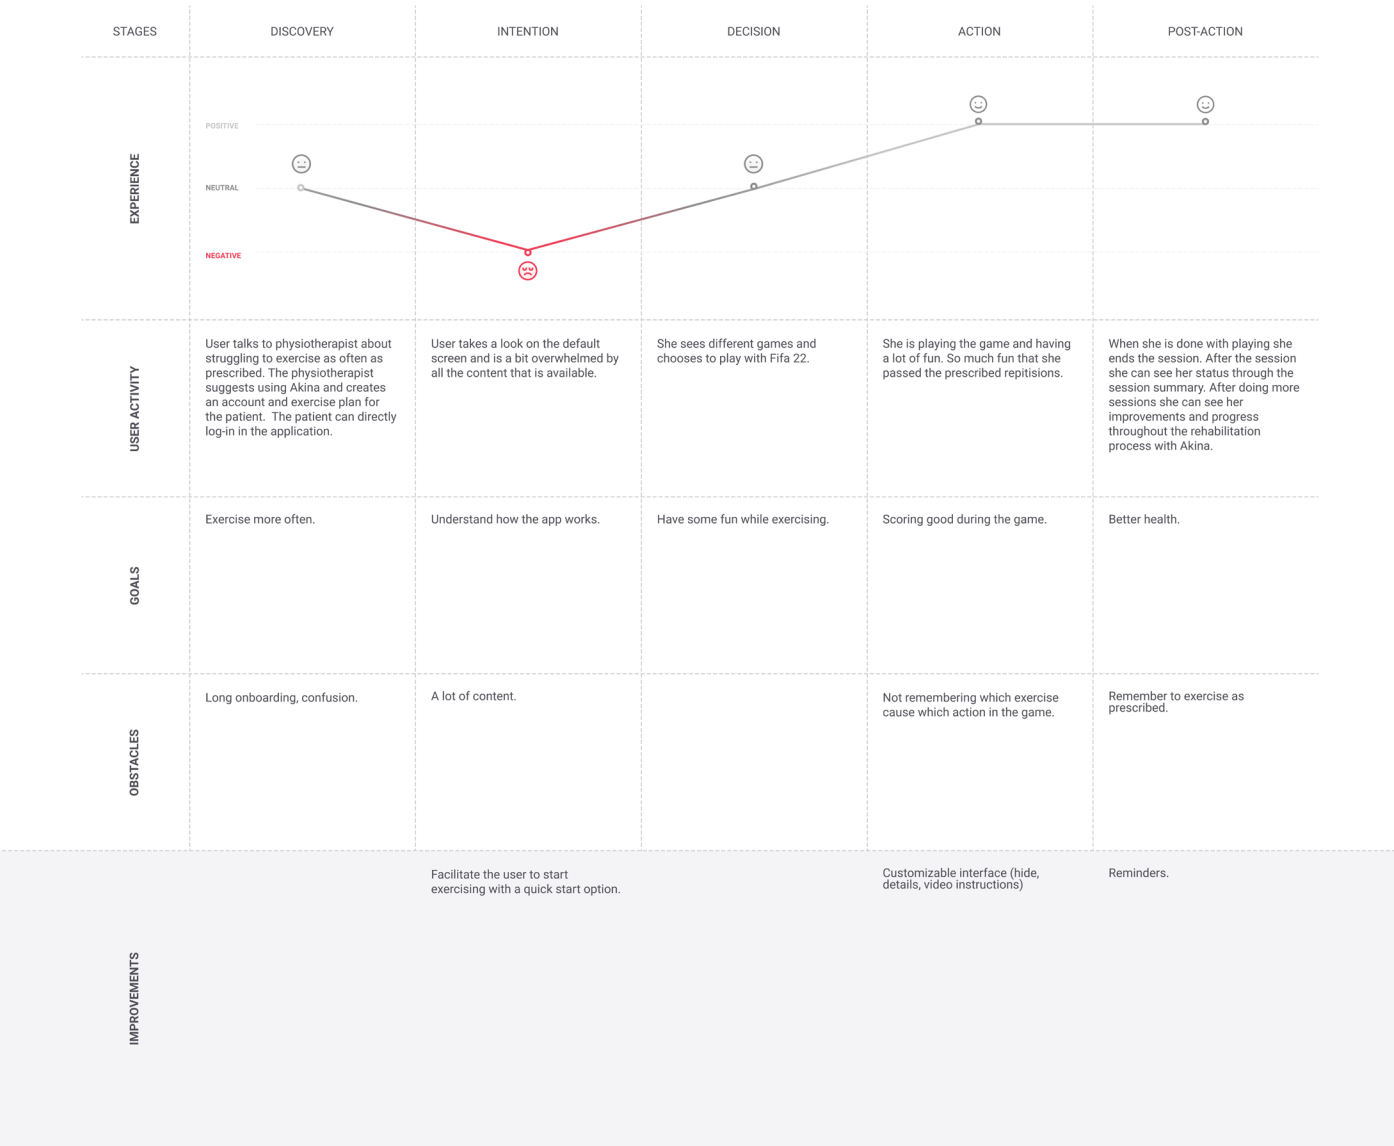 STAGES
DISCOVERY
INTENTION
DECISION
ACTION
POST-ACTION
EXPERIENCE
POSITIVE
NEUTRAL
NEGATIVE
USER ACTIVITY
User talks to physiotherapist about
struggling to exercise as often as
prescribed. The physiotherapist
suggests using Akina and creates
an account and exercise plan for
the patient.  The patient can directly
log-in in the application.
User takes a look on the default
screen and is a bit overwhelmed by
all the content that is available.
She sees different games and
chooses to play with Fifa 22.
She is playing the game and having
a lot of fun. So much fun that she
passed the prescribed repitisions.
When she is done with playing she
ends the session. After the session
she can see her status through the
session summary. After doing more
sessions she can see her
improvements and progress
throughout the rehabilitation
process with Akina.
GOALS
Exercise more often.
Understand how the app works.
Have some fun while exercising.
Scoring good during the game.
Better health.
OBSTACLES
Long onboarding, confusion.
A lot of content.
Not remembering which exercise
cause which action in the game.
Remember to exercise as
prescribed.
IMPROVEMENTS
Facilitate the user to start
exercising with a quick start option.
Customizable interface (hide,
details, video instructions)
Reminders.